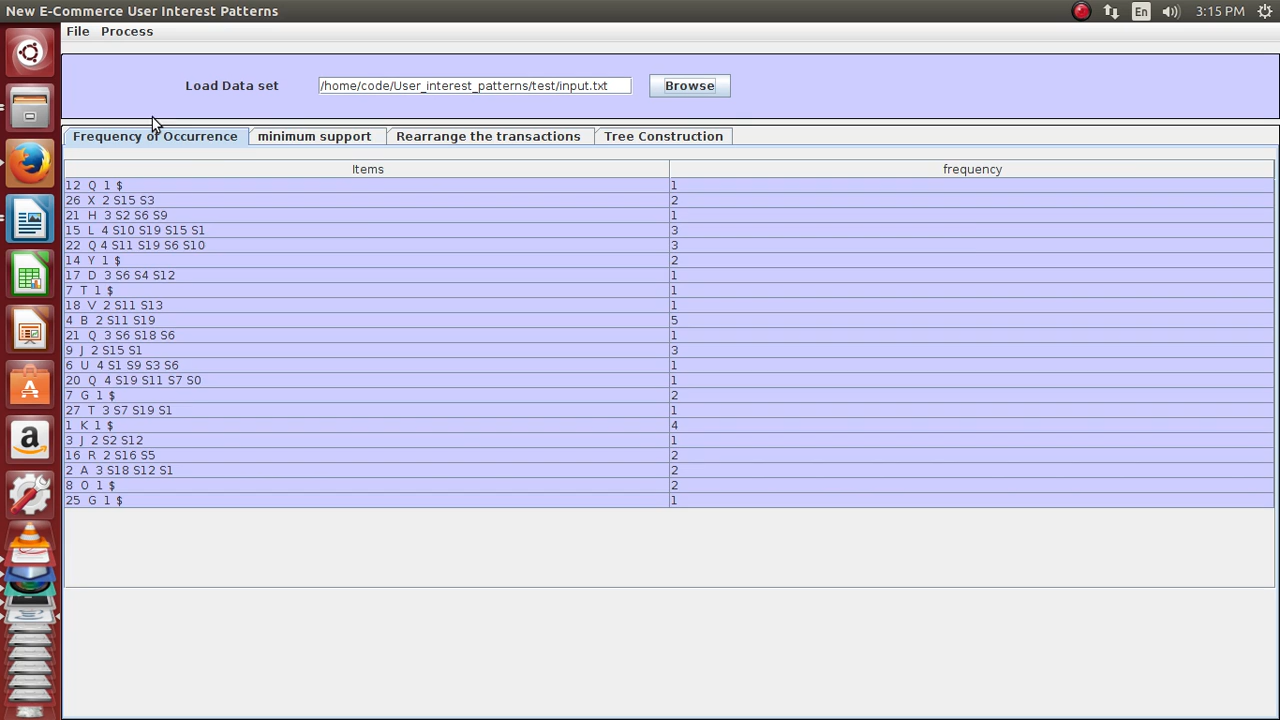 New E-Commerce User Interest Patterns
En
3:15 PM
File Process
Load Data set
/home/code/User_interest_patterns/test/input.txt
Browse
Frequency of Occurrence
minimum support
Rearrange the transactions
Tree Construction
Items frequency
12 Q 1 $ 1
26 X 2 S15 S3 2
21 H 3 S2 S6 S9 1
15 L 4 S10 S19 S15 S1 3
22 Q 4 S11 S19 S6 S10 3
14 Y 1 $ 2
17 D 3 S6 S4 S12 1
7 T 1 $ 1
18 V 2 S11 S13 1
4 B 2 S11 S19 5
21 Q 3 S6 S18 S6 1
9 J 2 S15 S1 3
6 U 4 S1 S9 S3 S6 1
20 Q 4 S19 S11 S7 S0 1
7 G 1 $ 2
27 T 3 S7 S19 S1 1
1 K 1 $ 4
3 J 2 S2 S12 1
16 R 2 S16 S5 2
2 A 3 S18 S12 S1 2
8 O 1 $ 2
25 G 1 $ 1